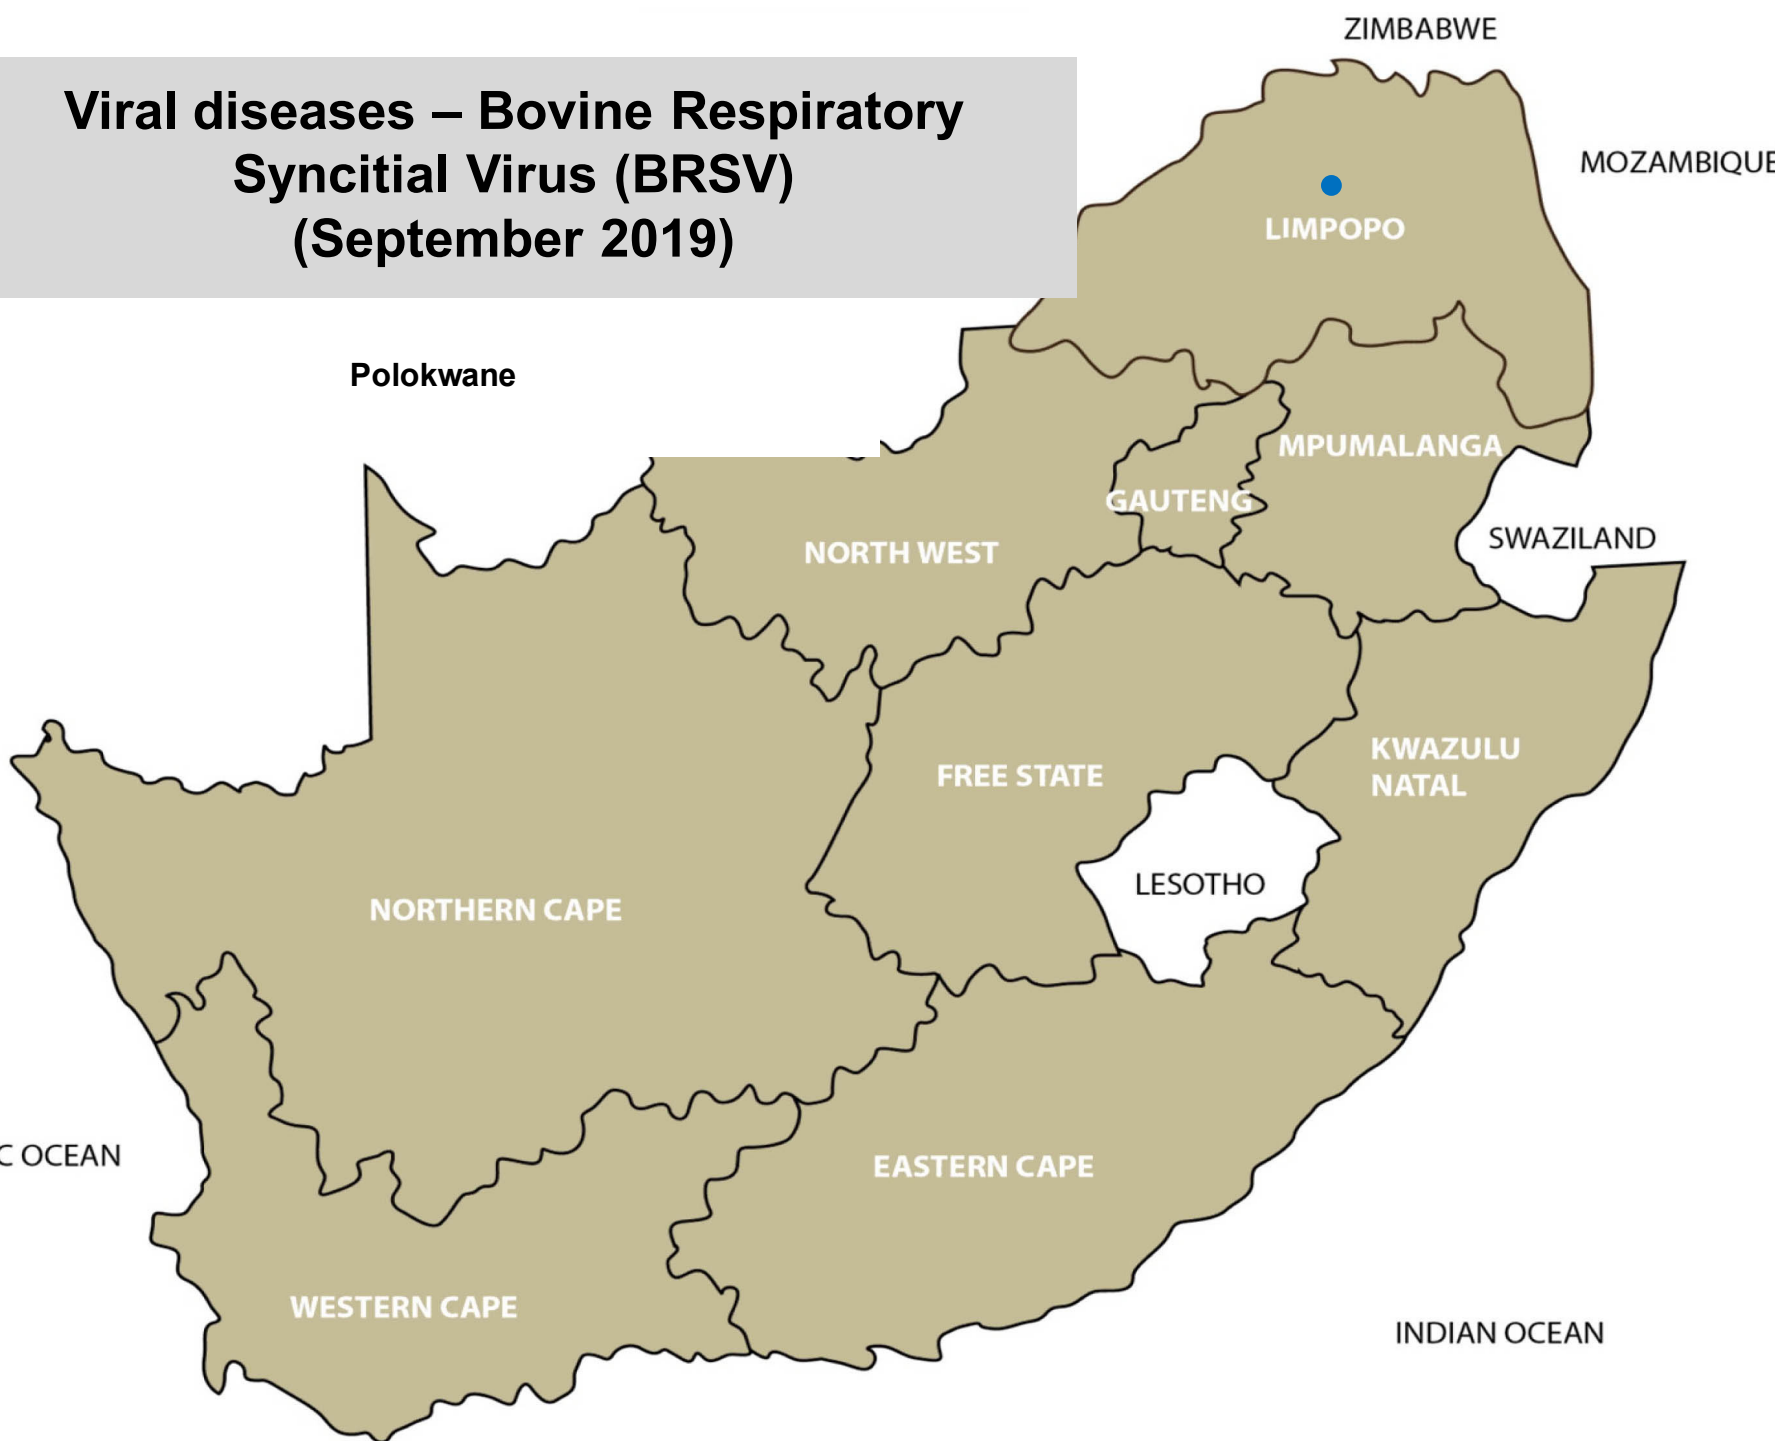 ZIMBABWE
Viral diseases – Bovine Respiratory
Syncitial Virus (BRSV)
(September 2019)
MOZAMBIQUE
LIMPOPO
Polokwane
MPUMALANGA
GAUTENG
SWAZILAND
NORTH WEST
KWAZULU
NATAL
FREE STATE
LESOTHO
NORTHERN CAPE
C OCEAN
EASTERN CAPE
WESTERN CAPE
INDIAN OCEAN